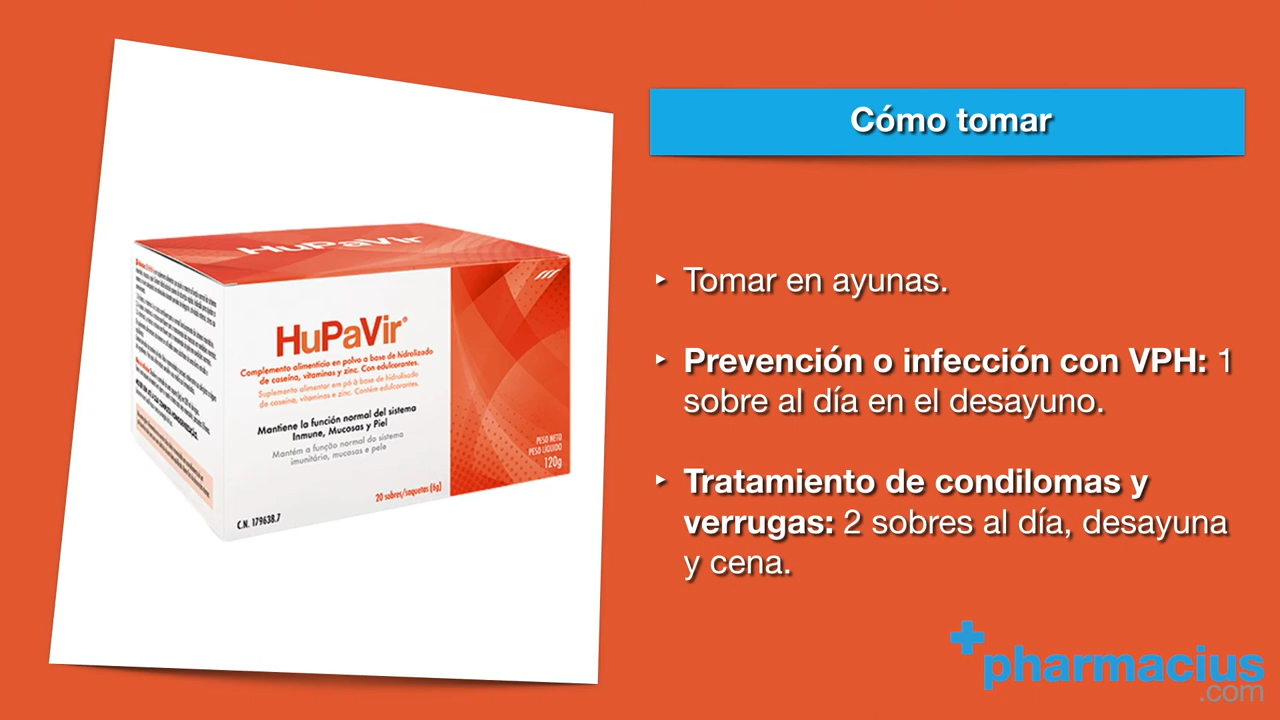 Cómo tomar
HuPaVir
HuPaVir®
Complemento alimenticio en polvo a base de hidrolizado
de caseína, vitaminas y zinc. Con edulcorantes.
Suplemento alimentar em pó à base de hidrolisado
de caseína, vitaminas e zinco. Contém edulcorantes.
Mantiene la función normal del sistema
Inmune, Mucosas y Piel
Mantém a função normal do sistema
imunitário, mucosas e pele
PESO NETO
PESO LÍQUIDO
120g
20 sobres/saquetas (6g)
C.N. 179638.7
‣ Tomar en ayunas.
‣ Prevención o infección con VPH: 1
sobre al día en el desayuno.
‣ Tratamiento de condilomas y
verrugas: 2 sobres al día, desayuna
y cena.
pharmacius
.com